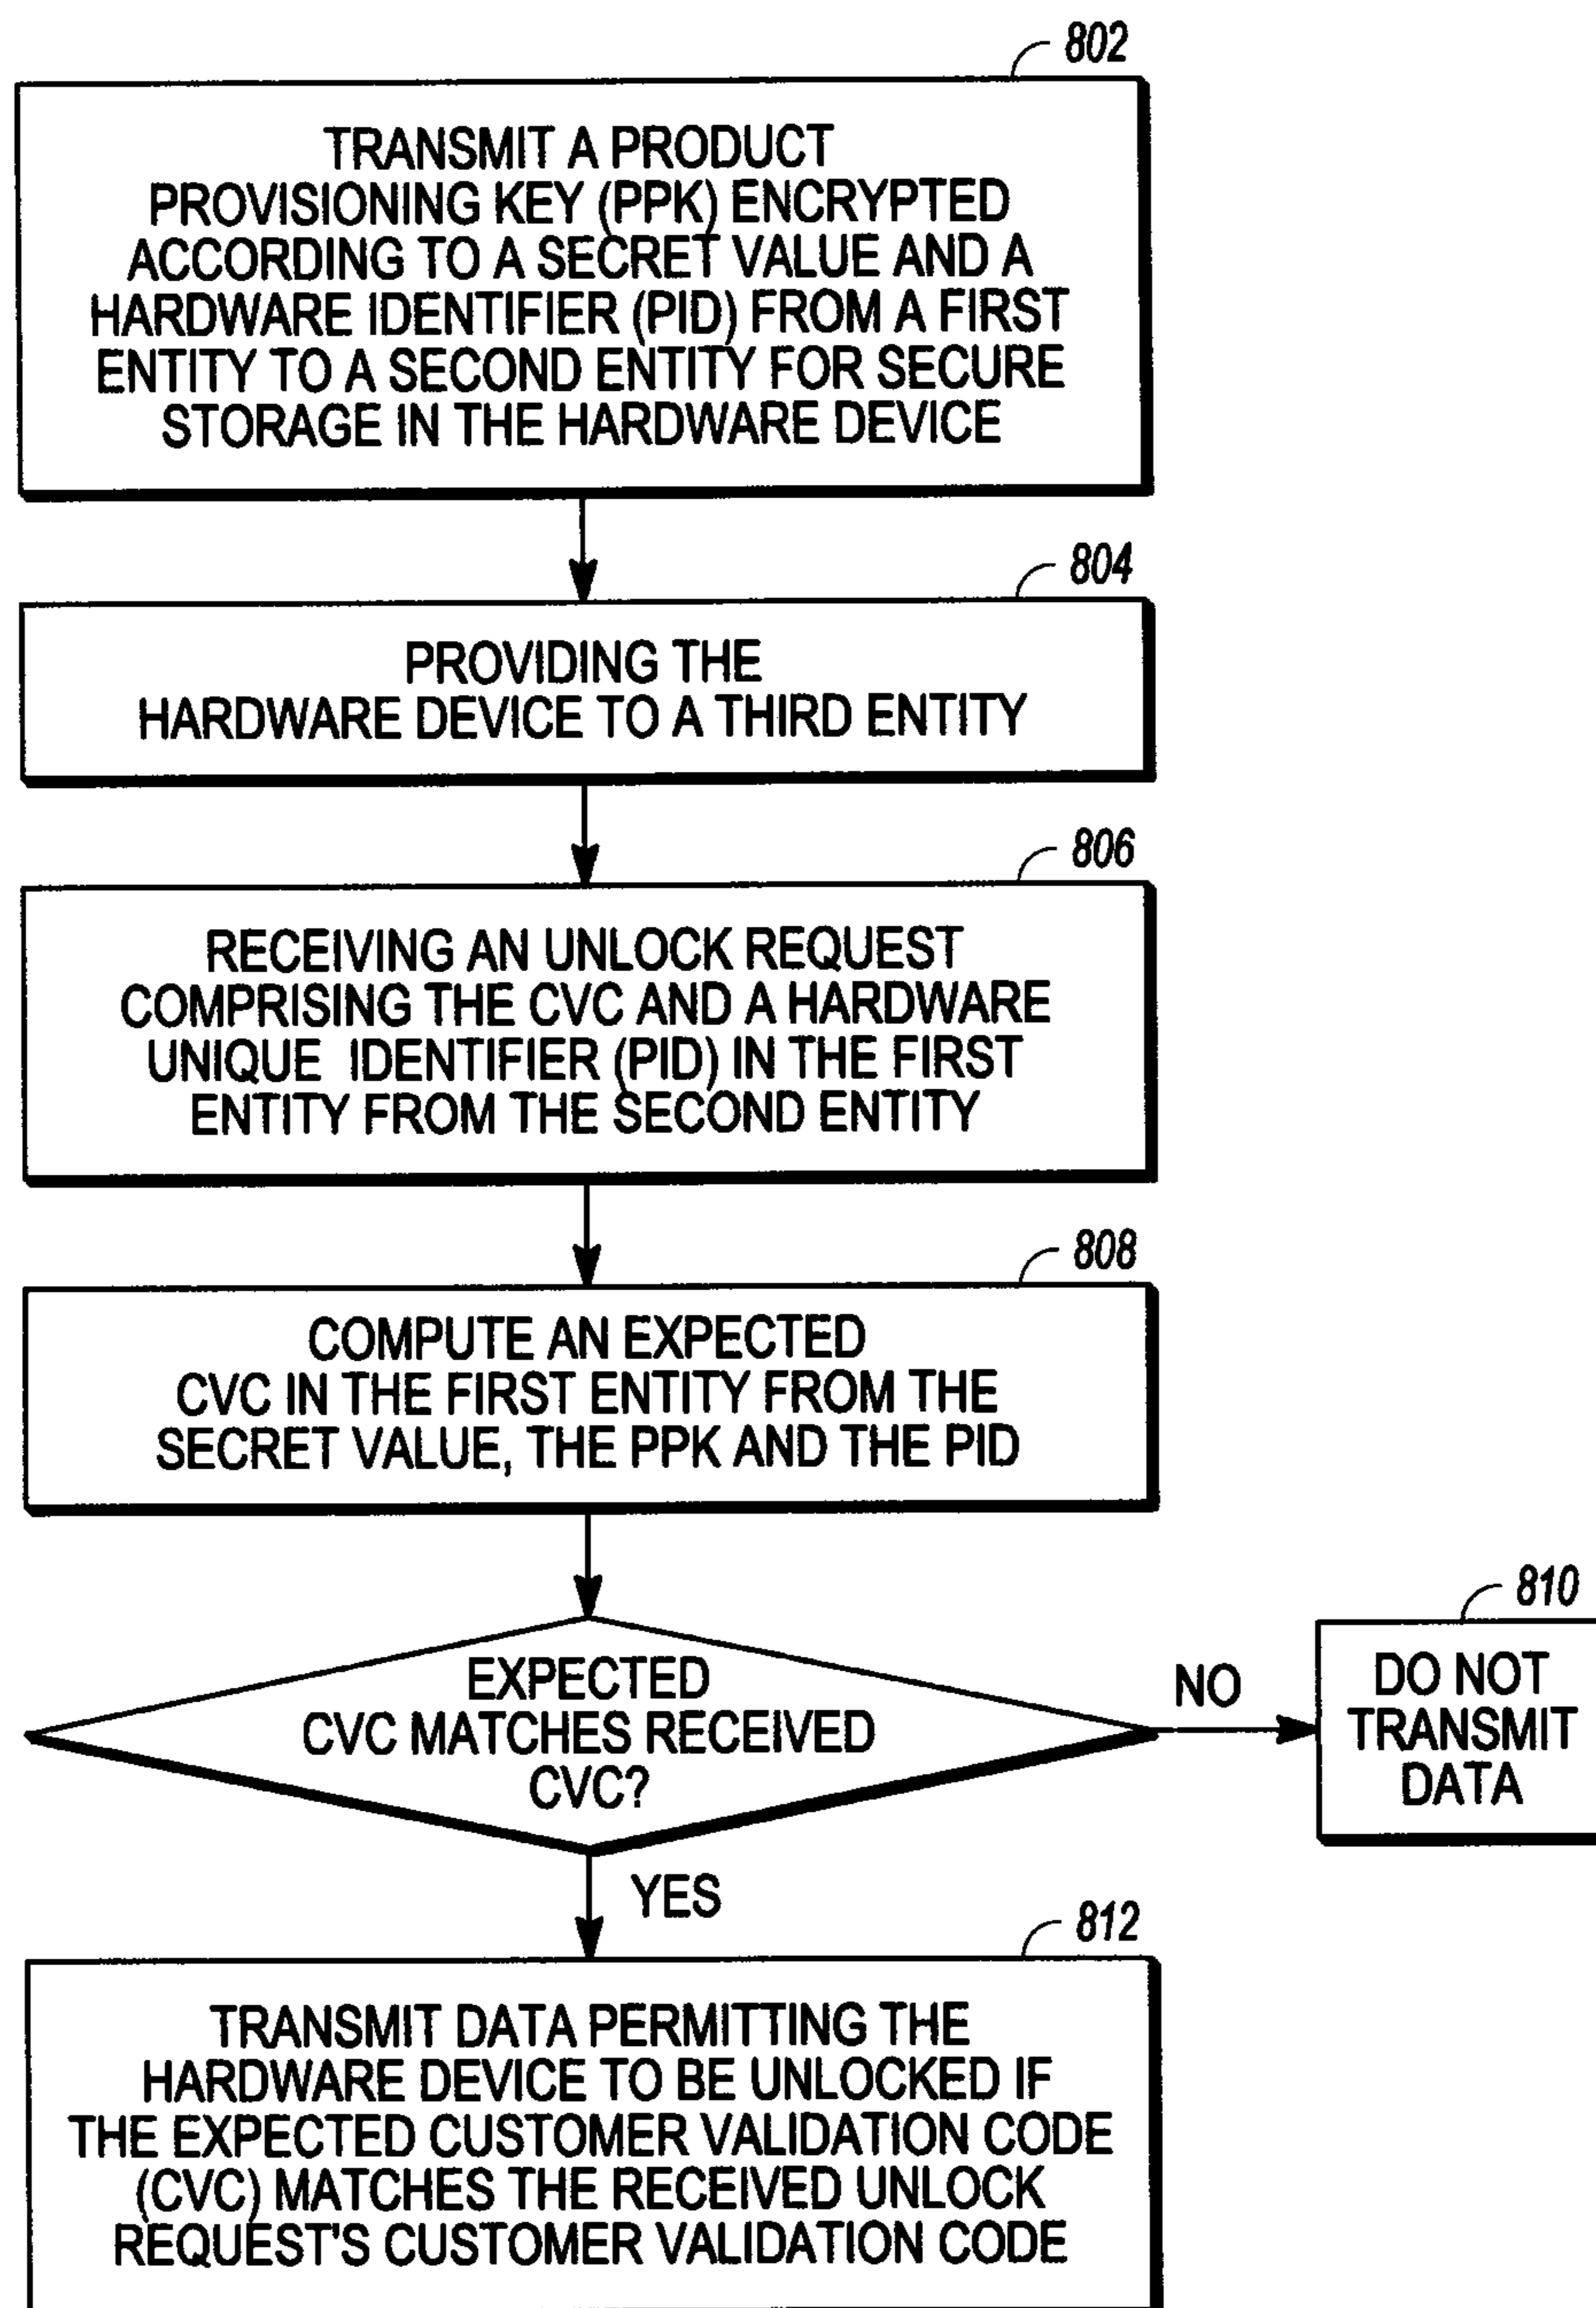 802
TRANSMIT A PRODUCT
PROVISIONING KEY (PPK) ENCRYPTED
ACCORDING TO A SECRET VALUE AND A
HARDWARE IDENTIFIER (PID) FROM A FIRST
ENTITY TO A SECOND ENTITY FOR SECURE
STORAGE IN THE HARDWARE DEVICE
804
PROVIDING THE
HARDWARE DEVICE TO A THIRD ENTITY
806
RECEIVING AN UNLOCK REQUEST
COMPRISING THE CVC AND A HARDWARE
UNIQUE IDENTIFIER (PID) IN THE FIRST
ENTITY FROM THE SECOND ENTITY
808
COMPUTE AN EXPECTED
CVC IN THE FIRST ENTITY FROM THE
SECRET VALUE, THE PPK AND THE PID
EXPECTED
CVC MATCHES RECEIVED
CVC?
NO
810
DO NOT
TRANSMIT
DATA
YES
812
TRANSMIT DATA PERMITTING THE
HARDWARE DEVICE TO BE UNLOCKED IF
THE EXPECTED CUSTOMER VALIDATION CODE
(CVC) MATCHES THE RECEIVED UNLOCK
REQUEST'S CUSTOMER VALIDATION CODE